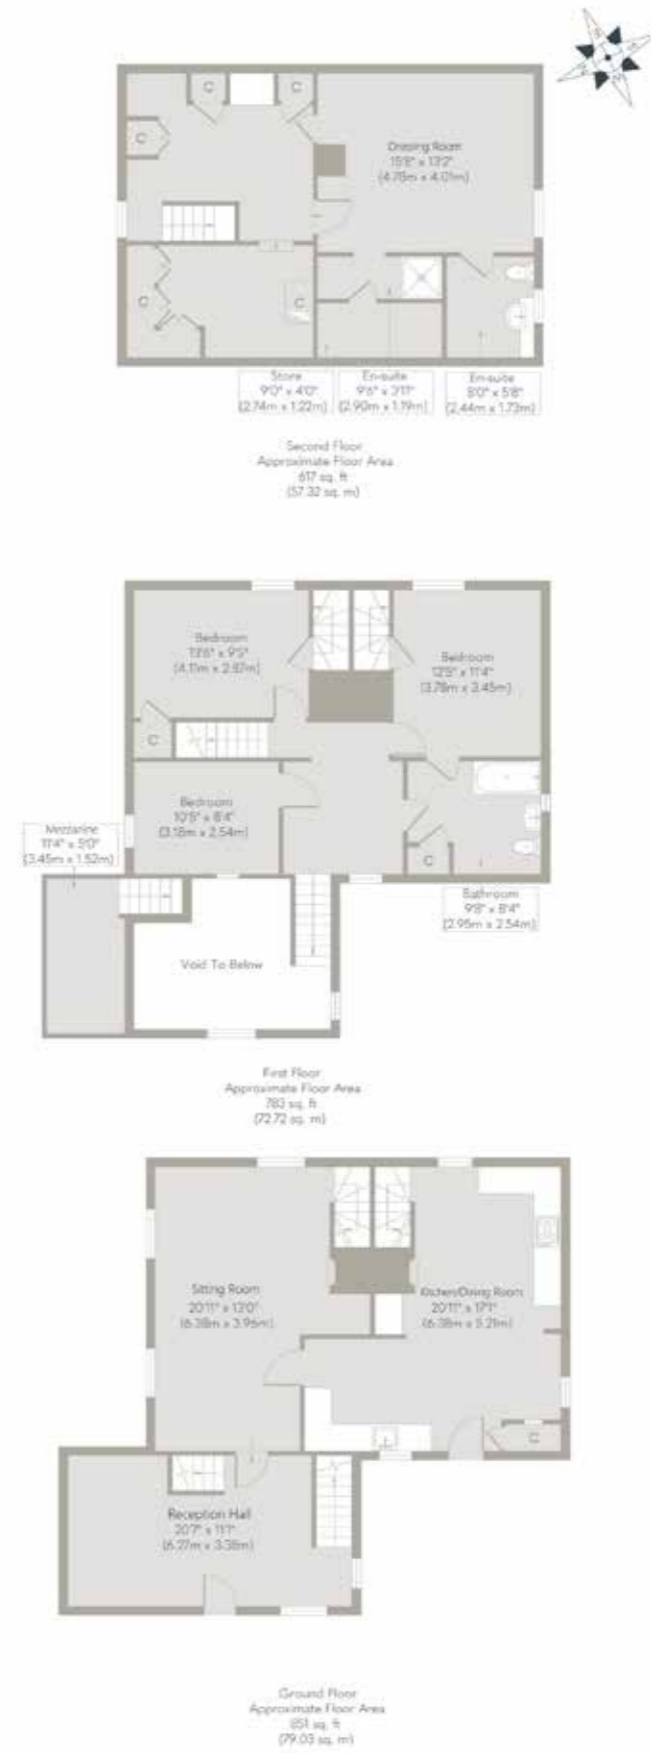 C
C
C
Dressing Room
15'8" x 13'2"
(4.78m x 4.01m)
C
C
Store
9'0" x 4'0"
(2.74m x 1.22m)
En-suite
9'6" x 3'11"
(2.90m x 1.19m)
En-suite
8'0" x 5'8"
(2.44m x 1.73m)
Second Floor
Approximate Floor Area
617 sq. ft
(57.32 sq. m)
Bedroom
13'6" x 9'5"
(4.11m x 2.87m)
Bedroom
12'5" x 11'4"
(3.78m x 3.45m)
C
Bedroom
10'5" x 8'4"
(3.18m x 2.54m)
Mezzanine
11'4" x 5'0"
(3.45m x 1.52m)
C
Bathroom
9'8" x 8'4"
(2.95m x 2.54m)
Void To Below
First Floor
Approximate Floor Area
783 sq. ft
(72.72 sq. m)
Sitting Room
20'11" x 13'0"
(6.38m x 3.96m)
Kitchen/Dining Room
20'11" x 17'1"
(6.38m x 5.21m)
C
Reception Hall
20'7" x 11'1"
(6.27m x 3.38m)
Ground Floor
Approximate Floor Area
851 sq. ft
(79.03 sq. m)